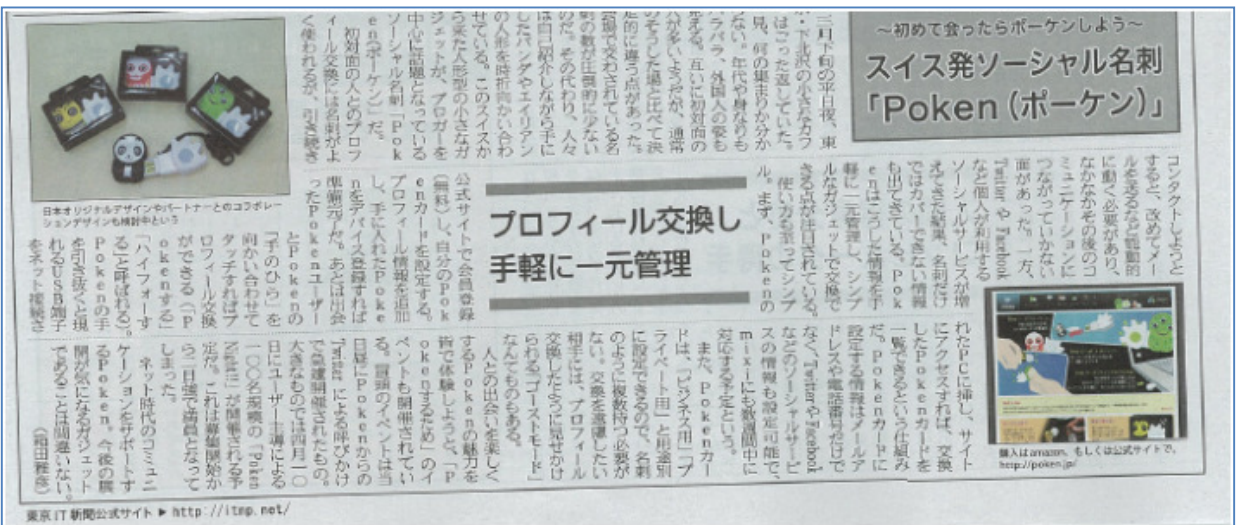 ～初めて会ったらポーケンしよう～
スイス発ソーシャル名刺
「Poken（ポーケン）」
三月下旬の平日夜、東
京・下北沢の小さなカフ
ェはごった返していた。
一見、何の集まりか分か
らない。年代や身なりも
バラバラ、外国人の姿も
見える。互いに初対面の
人が多いようだが、通常
のそうした場と比べて決
定的に違う点があった。
会場で交わされている名
刺の数が圧倒的に少ない
のだ。その代わり、人々
は自己紹介しながら手に
したパンダやエイリアン
の人形を時折向かい合わ
せている。このスイスか
ら来た人形型の小さなガ
ジェットが、ブロガーを
中心に話題となっている
ソーシャル名刺「Pok
en（ポーケン）」だ。
初対面の人とのプロフ
ィール交換には名刺がよ
く使われるが、引き続き
コンタクトしようと
すると、改めてメー
ルを送るなど能動的
に動く必要があり、
なかなかその後のコ
ミュニケーションに
つながっていかない
面があった。一方、
Twitter や Facebook
など個人が利用する
ソーシャルサービスが増
えてきた結果、名刺だけ
ではカバーできない情報
も出てきている。Pok
enはこうした情報を手
軽に一元管理し、シンプ
ルなガジェットで交換で
きる点が注目されている。
使い方も至ってシンプ
ル。まず、Pokenの
プロフィール交換し
手軽に一元管理
公式サイトで会員登録
（無料）し、自分のPok
enカードを設定する。
プロフィール情報を追加
し、手に入れたPoke
nをデバイス登録すれば
準備完了だ。あとは出会
ったPokenユーザー
とPokenの
「手のひら」を
向かい合わせて
タッチすればプ
ロフィール交換
ができる（「P
okenする」
「ハイフォーす
る」と呼ばれる）。
Pokenの手
を引き抜くと現
れるUSB端子
をネット接続さ
れたPCに挿し、サイト
にアクセスすれば、交換
したPokenカードを
一覧できるという仕組み
だ。Pokenカードに
設定する情報はメールア
ドレスや電話番号だけで
なく、TwitterやFacebook
などのソーシャルサービ
スの情報も設定可能で、
mixiにも数週間中に
対応する予定という。
また、Pokenカー
ドは、「ビジネス用」「プ
ライベート用」と用途別
に設定できるので、名刺
のように複数持つ必要が
ない。交換を遠慮したい
相手には、プロフィール
交換したように見せかけ
られる「ゴーストモード」
なんてものもある。
人との出会いを楽しく
するPokenの魅力を
皆で体験しようと、「P
okenするため」のイ
ベントも開催されてい
る。冒頭のイベントは当
日昼にPokenからの
Twitter による呼びかけ
で急遽開催されたもの。
大きなものでは四月一〇
日にユーザー主導による
一〇〇名規模の「Poken
Night!!」が開催される予
定だ。これは募集開始か
ら一二日強で満員となって
しまった。
ネット時代のコミュニ
ケーションをサポートす
るPoken。今後の展
開が気になるガジェット
であることは間違いない。
日本オリジナルデザインやパートナーとのコラボレー
ションデザインも検討中という
購入はamazon、もしくは公式サイトで。
http://poken.jp/
東京IT新聞公式サイト ▶ http://itmp.net/